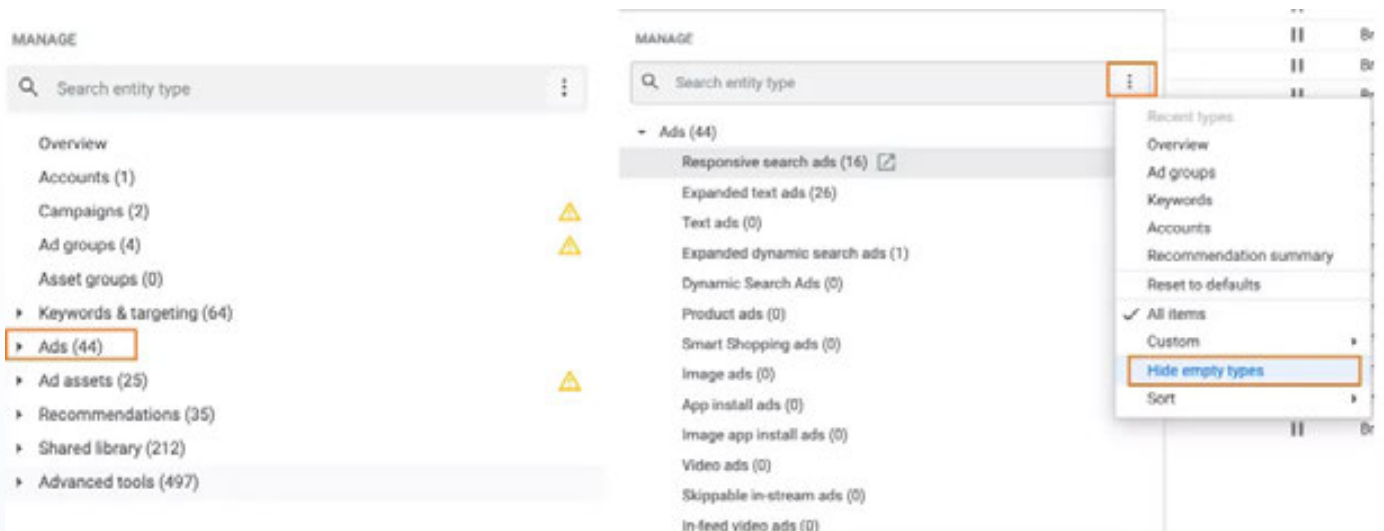 MANAGE
Search entity type
Overview
Accounts (1)
Campaigns (2)
Ad groups (4)
Asset groups (0)
Keywords & targeting (64)
Ads (44)
Ad assets (25)
Recommendations (35)
Shared library (212)
Advanced tools (497)
MANAGE
Search entity type
Ads (44)
Responsive search ads (16)
Expanded text ads (26)
Text ads (0)
Expanded dynamic search ads (1)
Dynamic Search Ads (0)
Product ads (0)
Smart Shopping ads (0)
Image ads (0)
App install ads (0)
Image app install ads (0)
Video ads (0)
Skippable in-stream ads (0)
In-feed video ads (0)
Recent types
Overview
Ad groups
Keywords
Accounts
Recommendation summary
Reset to defaults
All items
Custom
Hide empty types
Sort
Br
Br
Br